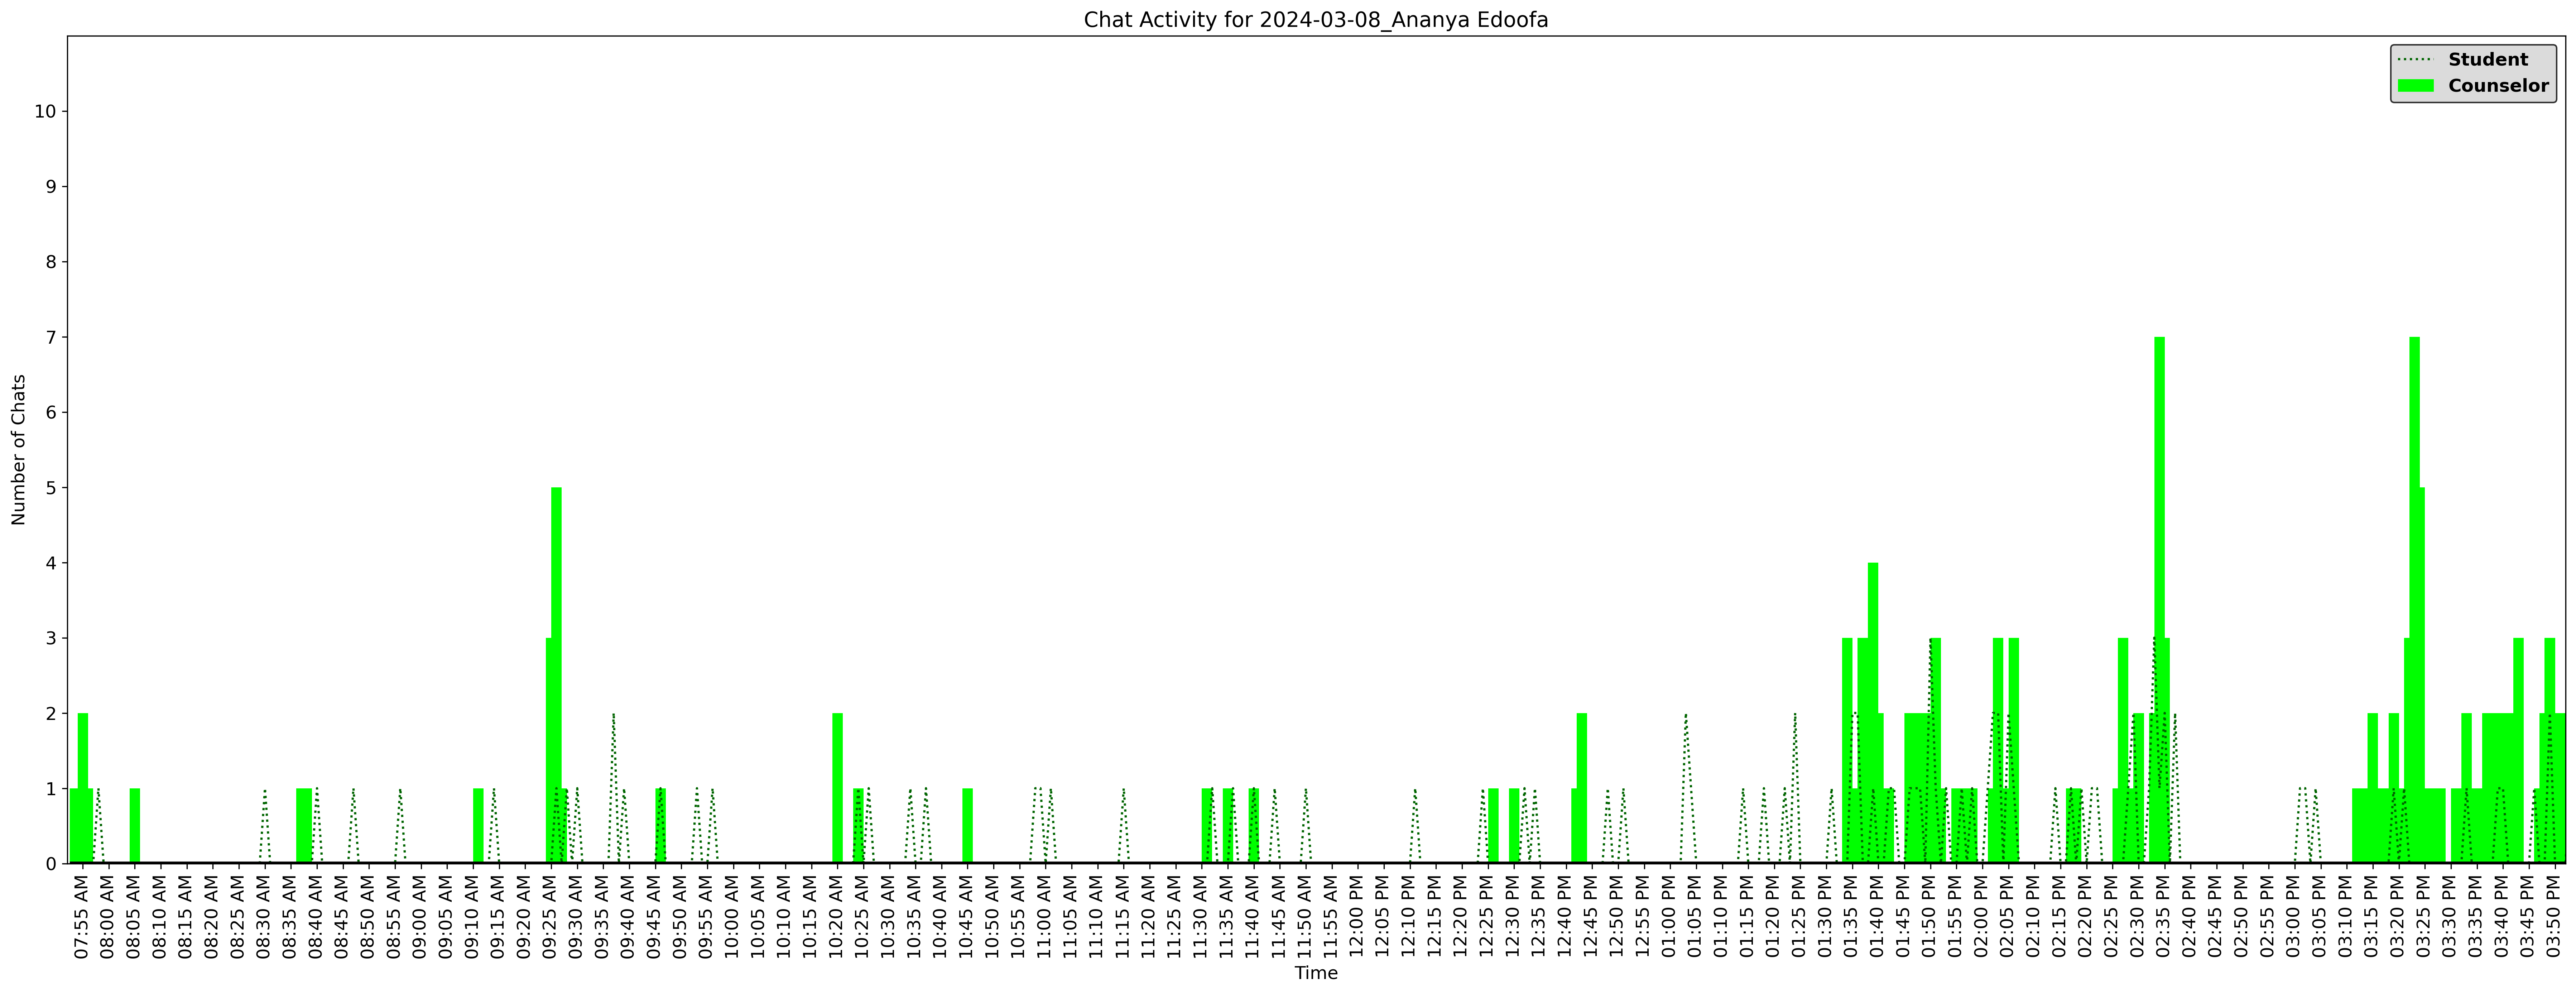 Chat Activity for 2024-03-08_Ananya Edoofa
Student
Counselor
Number of Chats
10
9
8
7
6
5
4
3
2
1
0
07:55 AM
08:00 AM
08:05 AM
08:10 AM
08:15 AM
08:20 AM
08:25 AM
08:30 AM
08:35 AM
08:40 AM
08:45 AM
08:50 AM
08:55 AM
09:00 AM
09:05 AM
09:10 AM
09:20 AM
09:25 AM
09:30 AM
09:35 AM
09:40 AM
09:45 AM
09:50 AM
09:55 AM
10:00 AM
10:05 AM
10:10 AM
10:15 AM
10:20 AM
10:25 AM
10:30 AM
10:35 AM
10:40 AM
10:45 AM
10:50 AM
10:55 AM
11:00 AM
11:05 AM
11:10 AM
11:15 AM
11:20 AM
11:25 AM
11:30 AM
11:35 AM
11:40 AM
11:45 AM
11:50 AM
11:55 AM
12:00 PM
12:05 PM
12:10 PM
12:15 PM
12:20 PM
12:25 PM
12:30 PM
12:35 PM
12:40 PM
12:45 PM
12:50 PM
12:55 PM
01:00 PM
01:05 PM
01:10 PM
01:15 PM
01:20 PM
01:25 PM
01:30 PM
01:35 PM
01:40 PM
01:45 PM
01:50 PM
01:55 PM
02:00 PM
02:05 PM
02:10 PM
02:15 PM
02:20 PM
02:25 PM
02:30 PM
02:35 PM
02:40 PM
02:45 PM
02:50 PM
02:55 PM
03:00 PM
03:05 PM
03:10 PM
03:15 PM
03:20 PM
03:25 PM
03:30 PM
03:35 PM
03:40 PM
03:45 PM
03:50 PM
Time